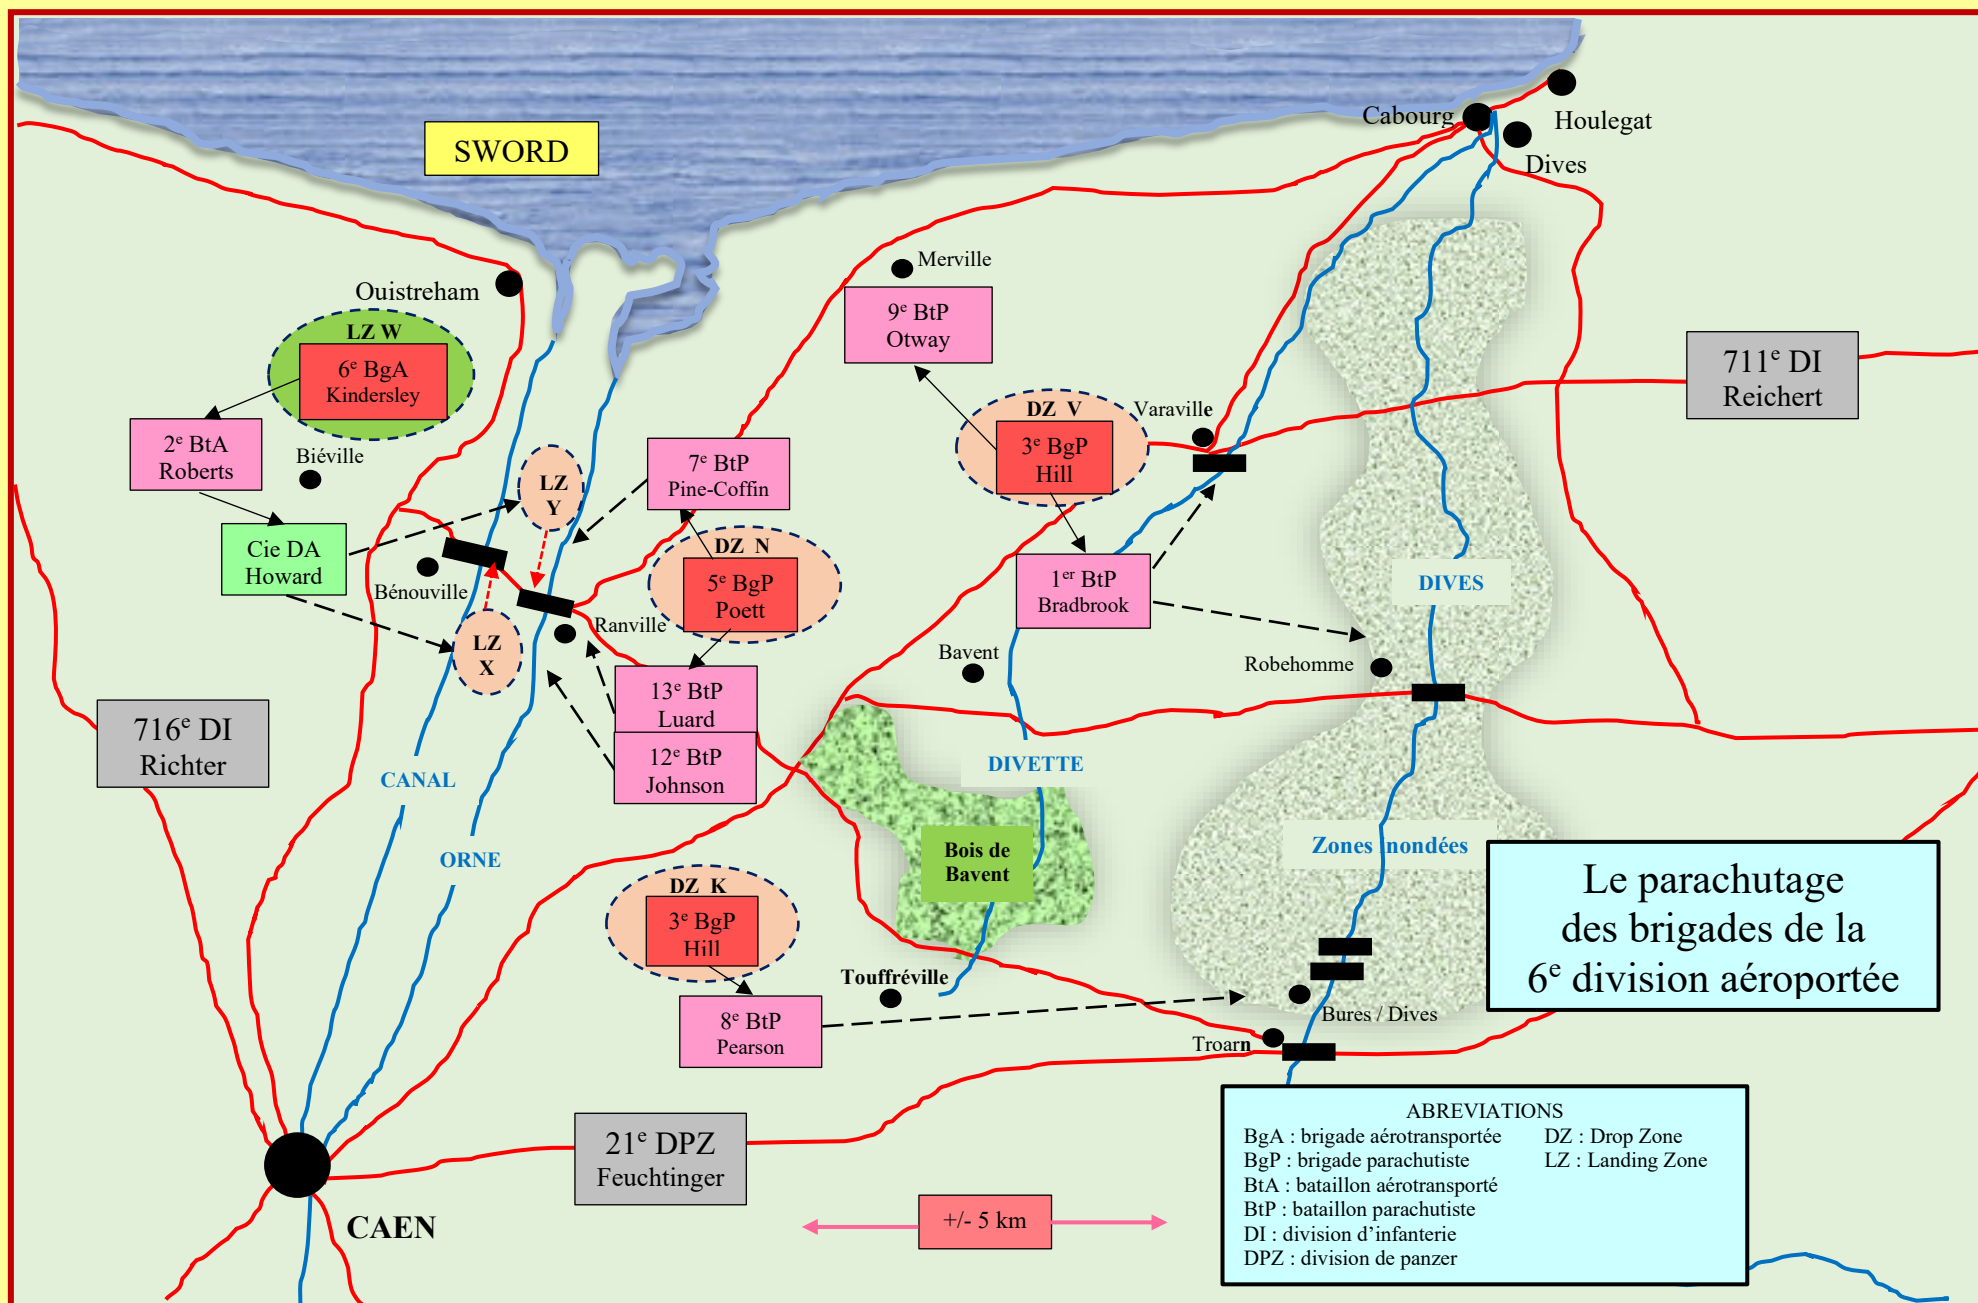 Cabourg
Houlegat
Dives
SWORD
Merville
Ouistreham
9e BtP
Otway
LZ W
6e BgA
Kindersley
711e DI
Reichert
DZ V
Varaville
3e BgP
Hill
2e BtA
Roberts
Biéville
7e BtP
Pine-Coffin
LZ
Y
Cie DA
Howard
DZ N
5e BgP
Poett
Bénouville
1er BtP
Bradbrook
DIVES
Ranville
LZ
X
Bavent
Robehomme
13e BtP
Luard
716e DI
Richter
12e BtP
Johnson
CANAL
DIVETTE
ORNE
Bois de
Bavent
Zones inondées
Le parachutage
des brigades de la
6e division aéroportée
DZ K
3e BgP
Hill
Touffréville
8e BtP
Pearson
Bures / Dives
Troarn
21e DPZ
Feuchtinger
CAEN
+/- 5 km
ABREVIATIONS
BgA : brigade aérotransportée DZ : Drop Zone
BgP : brigade parachutiste LZ : Landing Zone
BtA : bataillon aérotransporté
BtP : bataillon parachutiste
DI : division d’infanterie
DPZ : division de panzer